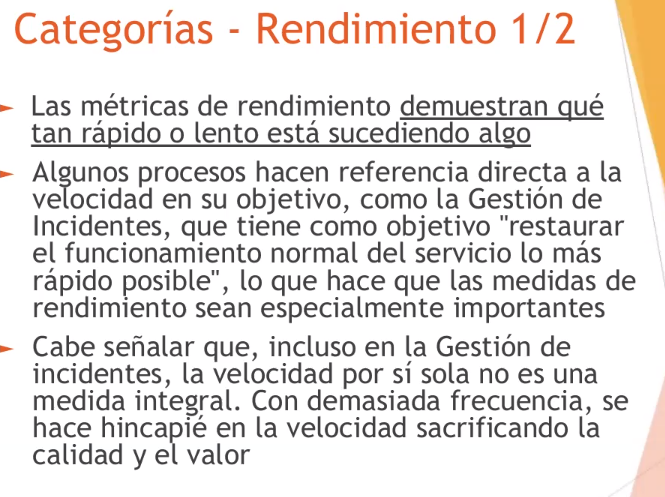 Categorías - Rendimiento 1/2
Las métricas de rendimiento demuestran qué
tan rápido o lento está sucediendo algo
Algunos procesos hacen referencia directa a la
velocidad en su objetivo, como la Gestión de
Incidentes, que tiene como objetivo "restaurar
el funcionamiento normal del servicio lo más
rápido posible", lo que hace que las medidas de
rendimiento sean especialmente importantes
Cabe señalar que, incluso en la Gestión de
incidentes, la velocidad por sí sola no es una
medida integral. Con demasiada frecuencia, se
hace hincapié en la velocidad sacrificando la
calidad y el valor